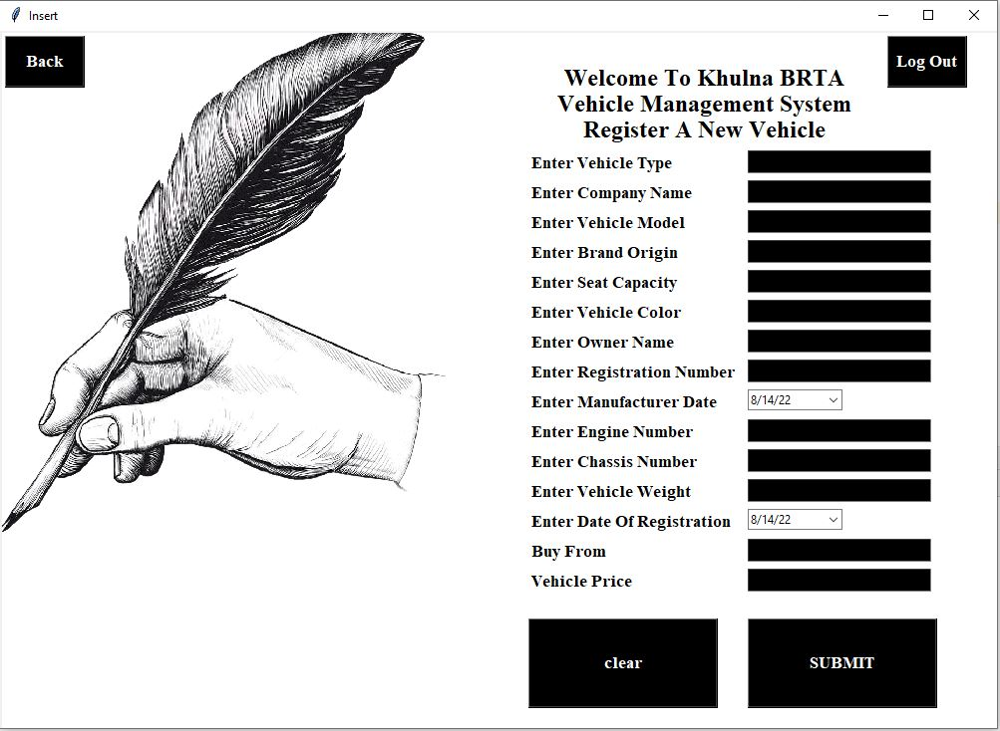 Insert
Back
Log Out
Welcome To Khulna BRTA
Vehicle Management System
Register A New Vehicle
Enter Vehicle Type
Enter Company Name
Enter Vehicle Model
Enter Brand Origin
Enter Seat Capacity
Enter Vehicle Color
Enter Owner Name
Enter Registration Number
Enter Manufacturer Date 8/14/22
Enter Engine Number
Enter Chassis Number
Enter Vehicle Weight
Enter Date Of Registration 8/14/22
Buy From
Vehicle Price
clear SUBMIT